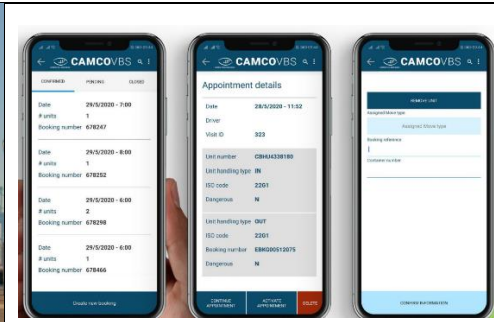 CAMCOVBS
CONFIRMED PENDING CLOSED
Date 29/5/2020 - 7:00
# units 1
Booking number 678247
Date 29/5/2020 - 8:00
# units 1
Booking number 678252
Date 29/5/2020 - 6:00
# units 2
Booking number 678298
Date 29/5/2020 - 6:00
# units 1
Booking number 678466
Create new booking
CAMCOVBS
Appointment details
Date 28/5/2020 - 11:52
Driver
Visit ID 323
Unit number CBHU4338180
Unit handling type IN
ISO code 22G1
Dangerous N
Unit handling type OUT
ISO code 22G1
Booking number EBKG00512075
Dangerous N
CONTINUE APPOINTMENT
ACTIVATE APPOINTMENT
DELETE
CAMCOVBS
REMOVE UNIT
Assigned Move type
Assigned Move type
Booking reference
Container number
CONFIRM INFORMATION